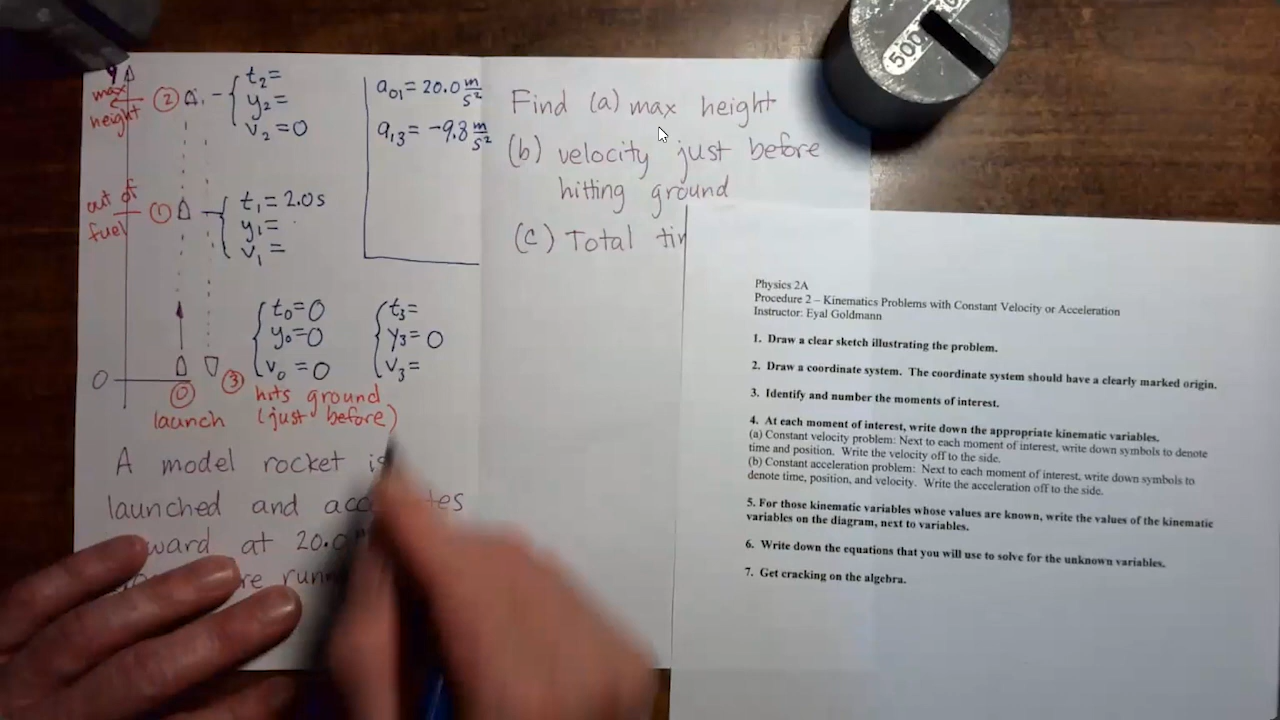 y
max
height
②
t₂=
y₂=
v₂=0
a₀₁=20.0 m/s²
a₁₃= -9.8 m/s²
out of
fuel
①
t₁=2.0s
y₁=
v₁=
t₀=0
y₀=0
v₀=0
t₃=
y₃=0
v₃=
0
⓪
launch
③
hits ground
(just before)
A model rocket
launched and
at 20.0
Find (a) max height
(b) velocity just before
hitting ground
(c) Total
500
Physics 2A
Procedure 2 – Kinematics Problems with Constant Velocity or Acceleration
Instructor: Eyal Goldmann
1. Draw a clear sketch illustrating the problem.
2. Draw a coordinate system. The coordinate system should have a clearly marked origin.
3. Identify and number the moments of interest.
4. At each moment of interest, write down the appropriate kinematic variables.
(a) Constant velocity problem: Next to each moment of interest, write down symbols to denote
time and position. Write the velocity off to the side.
(b) Constant acceleration problem: Next to each moment of interest, write down symbols to
denote time, position, and velocity. Write the acceleration off to the side.
5. For those kinematic variables whose values are known, write the values of the kinematic
variables on the diagram, next to variables.
6. Write down the equations that you will use to solve for the unknown variables.
7. Get cracking on the algebra.